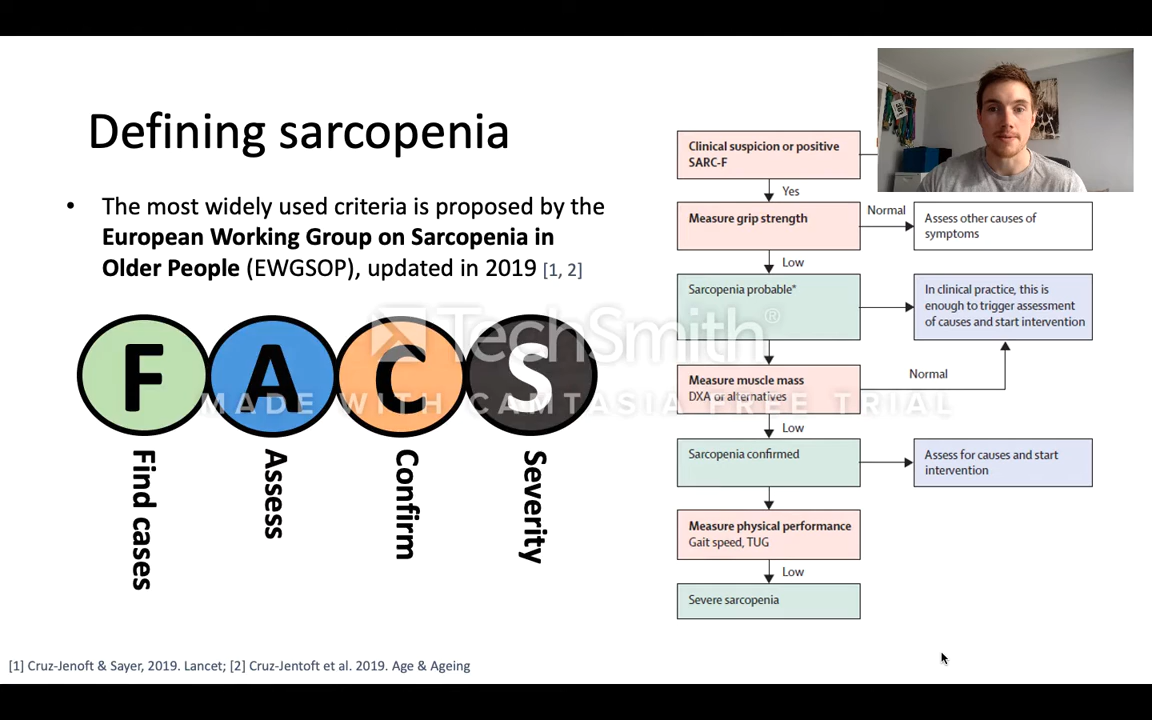 Defining sarcopenia
• The most widely used criteria is proposed by the
European Working Group on Sarcopenia in
Older People (EWGSOP), updated in 2019 [1, 2]
F A C S
Find cases
Assess
Confirm
Severity
Clinical suspicion or positive
SARC-F
Yes
Measure grip strength
Normal
Assess other causes of
symptoms
Low
Sarcopenia probable*
In clinical practice, this is
enough to trigger assessment
of causes and start intervention
Measure muscle mass
DXA or alternatives
Normal
Low
Sarcopenia confirmed
Assess for causes and start
intervention
Measure physical performance
Gait speed, TUG
Low
Severe sarcopenia
TechSmith®
MADE WITH CAMTASIA FREE TRIAL
301
[1] Cruz-Jenoft & Sayer, 2019. Lancet; [2] Cruz-Jentoft et al. 2019. Age & Ageing